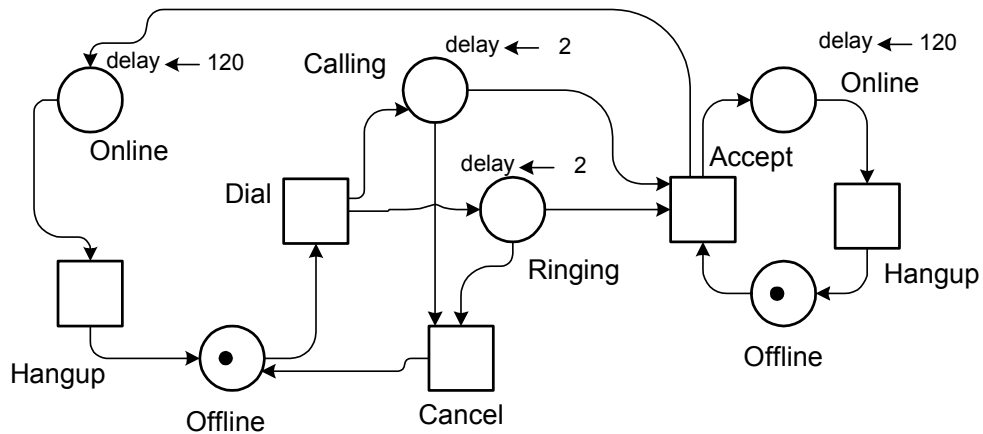 delay ← 120
Online
Calling
delay ← 2
delay ← 2
Dial
Ringing
Accept
delay ← 120
Online
Hangup
Offline
Hangup
Offline
Cancel